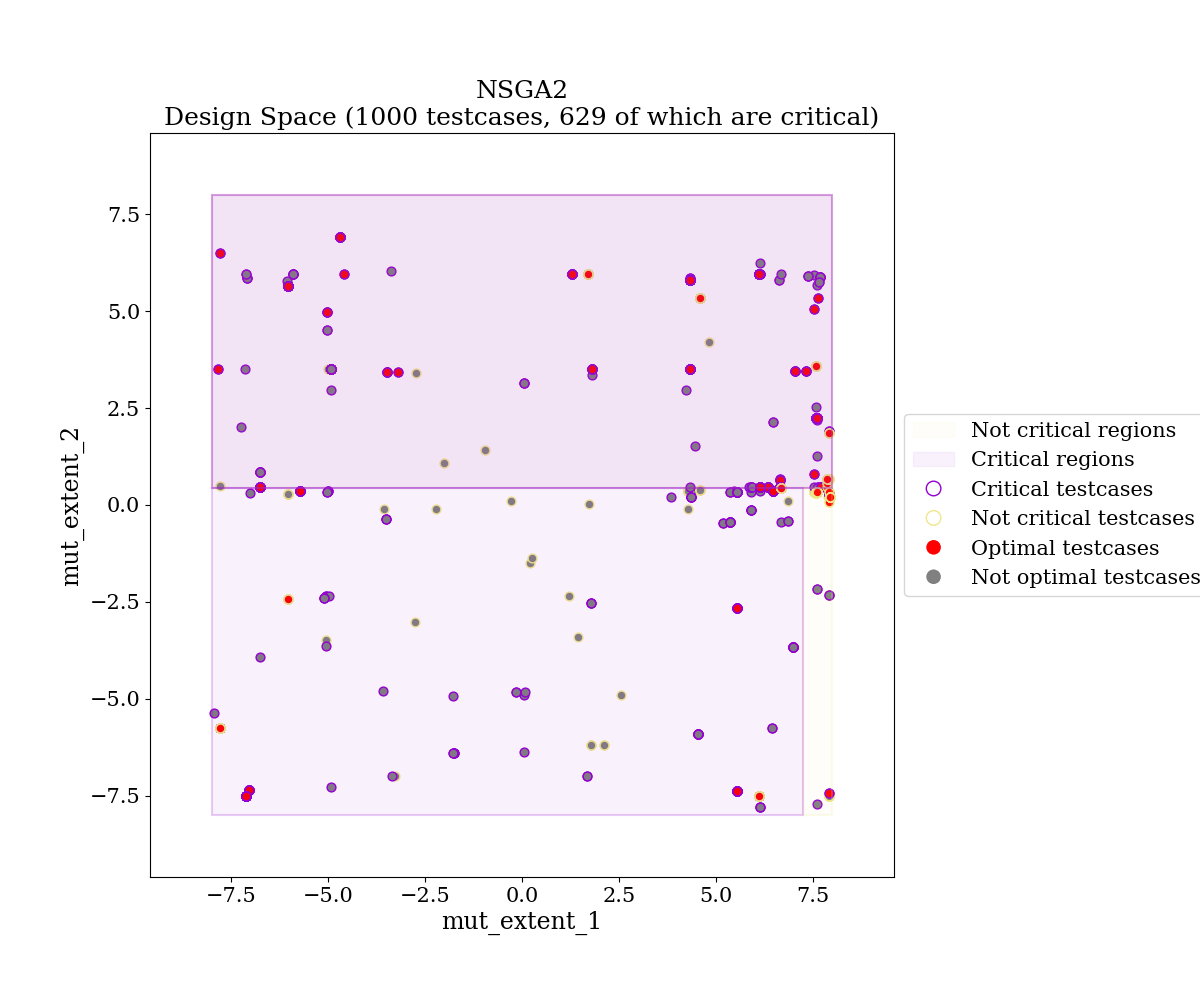 NSGA2
Design Space (1000 testcases, 629 of which are critical)
mut_extent_2
7.5
5.0
2.5
0.0
−2.5
−5.0
−7.5
−7.5
−5.0
−2.5
0.0
2.5
5.0
7.5
mut_extent_1
Not critical regions
Critical regions
Critical testcases
Not critical testcases
Optimal testcases
Not optimal testcases